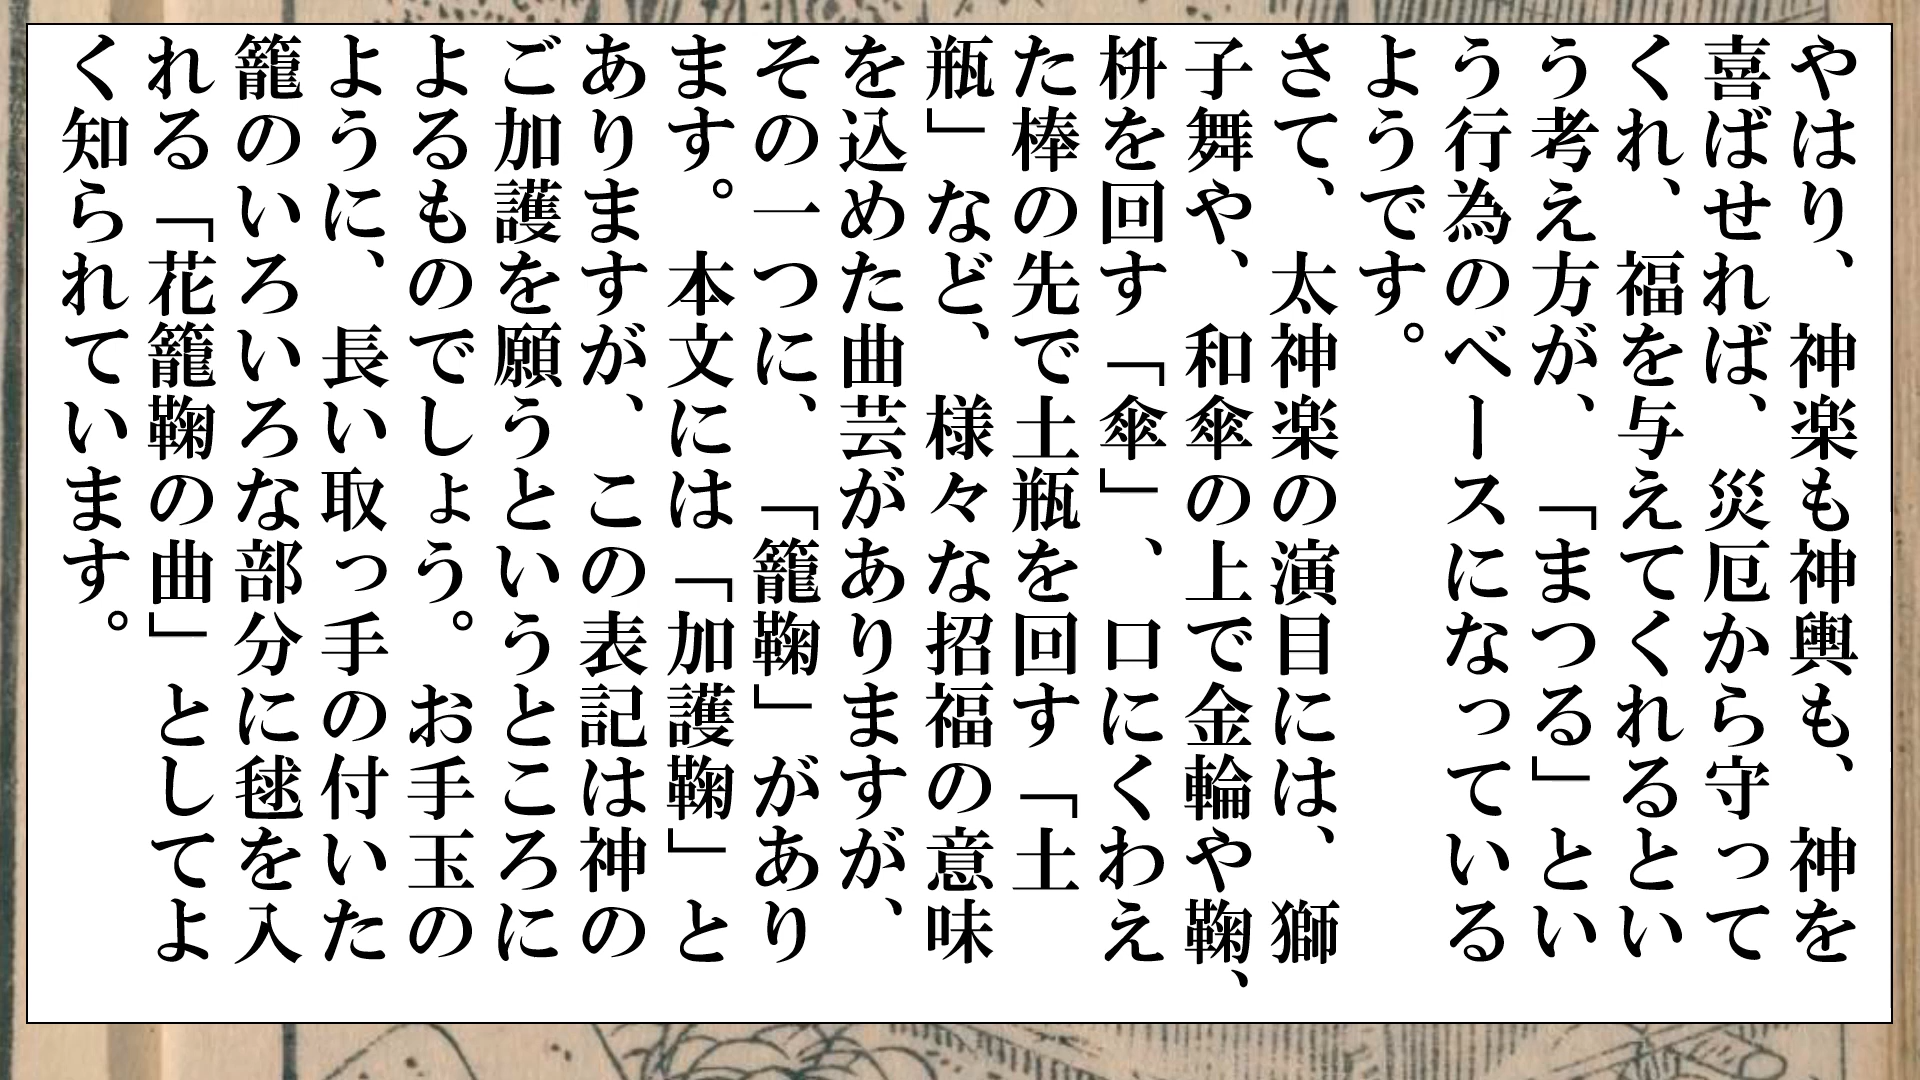 やはり、神楽も神輿も、神を
喜ばせれば、災厄から守って
くれ、福を与えてくれるとい
う考え方が、「まつる」とい
う行為のベースになっている
ようです。
さて、太神楽の演目には、獅
子舞や、和傘の上で金輪や鞠、
枡を回す「傘」、口にくわえ
た棒の先で土瓶を回す「土
瓶」など、様々な招福の意味
を込めた曲芸がありますが、
その一つに、「籠鞠」があり
ます。本文には「加護鞠」と
ありますが、この表記は神の
ご加護を願うというところに
よるものでしょう。お手玉の
ように、長い取っ手の付いた
籠のいろいろな部分に毬を入
れる「花籠鞠の曲」としてよ
く知られています。